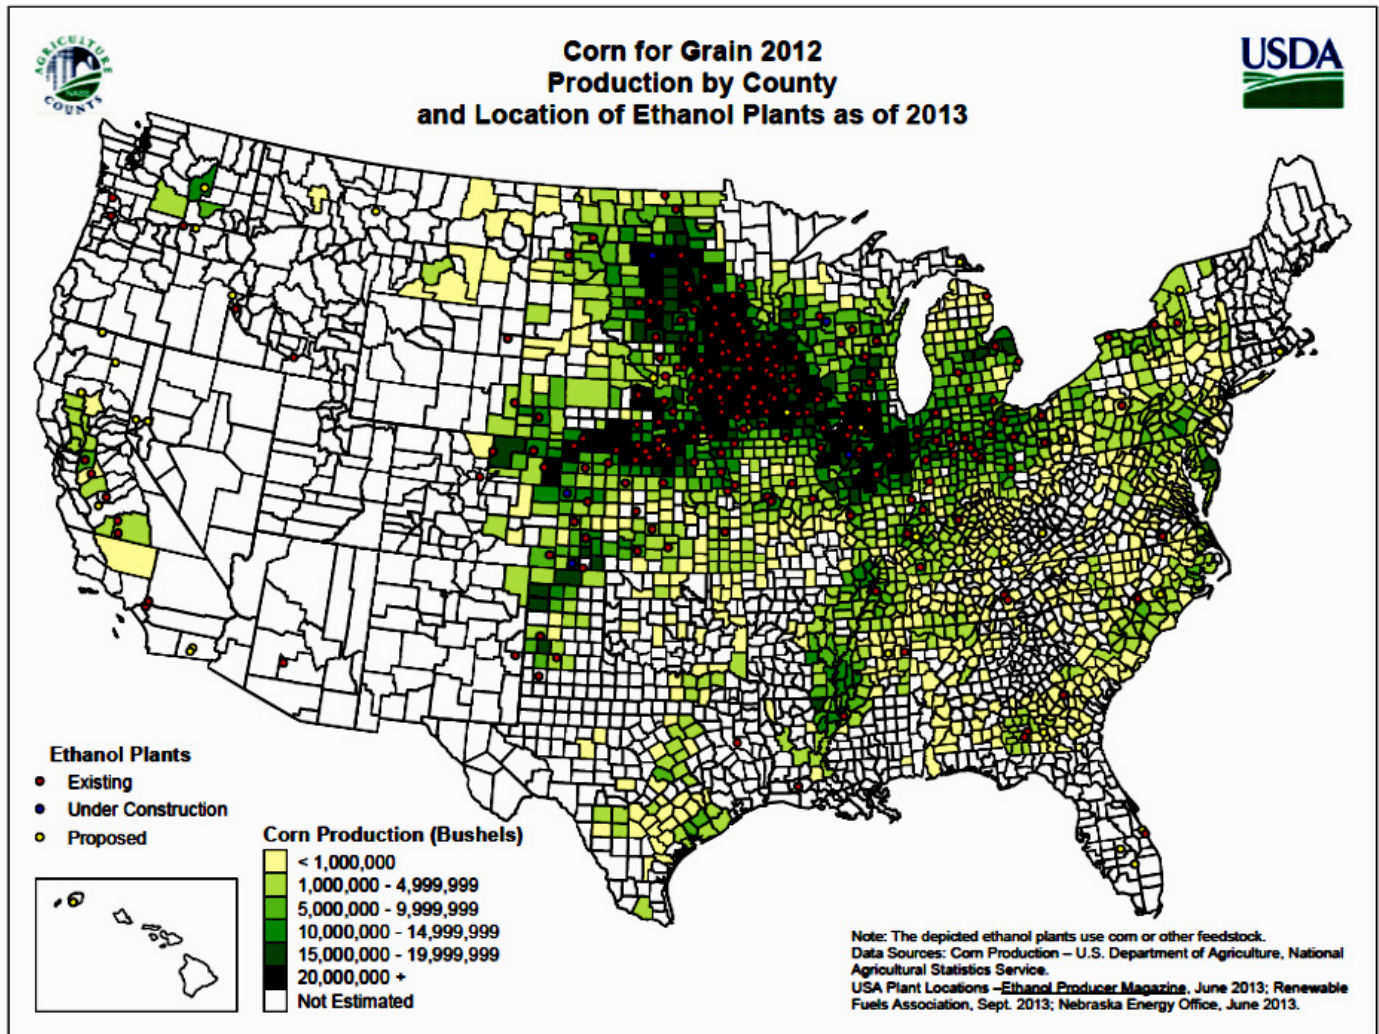 AGRICULTURE
NASS
COUNTS
Corn for Grain 2012
Production by County
and Location of Ethanol Plants as of 2013
USDA
Ethanol Plants
Existing
Under Construction
Proposed
Corn Production (Bushels)
< 1,000,000
1,000,000 - 4,999,999
5,000,000 - 9,999,999
10,000,000 - 14,999,999
15,000,000 - 19,999,999
20,000,000 +
Not Estimated
Note: The depicted ethanol plants use corn or other feedstock.
Data Sources: Corn Production – U.S. Department of Agriculture, National
Agricultural Statistics Service.
USA Plant Locations –Ethanol Producer Magazine, June 2013; Renewable
Fuels Association, Sept. 2013; Nebraska Energy Office, June 2013.